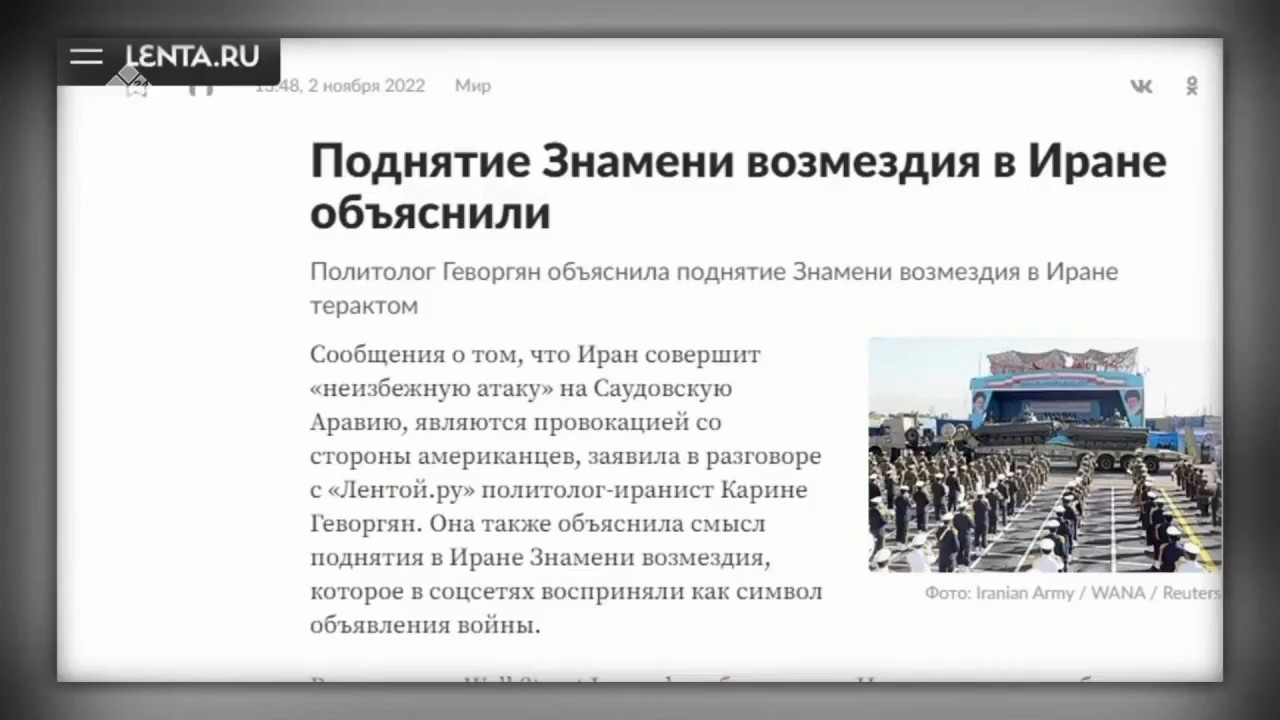 LENTA.RU
13:48, 2 ноября 2022 Мир
Поднятие Знамени возмездия в Иране
объяснили
Политолог Геворгян объяснила поднятие Знамени возмездия в Иране
терактом
Сообщения о том, что Иран совершит
«неизбежную атаку» на Саудовскую
Аравию, являются провокацией со
стороны американцев, заявила в разговоре
с «Лентой.ру» политолог-иранист Карине
Геворгян. Она также объяснила смысл
поднятия в Иране Знамени возмездия,
которое в соцсетях восприняли как символ
объявления войны.
Фото: Iranian Army / WANA / Reuters